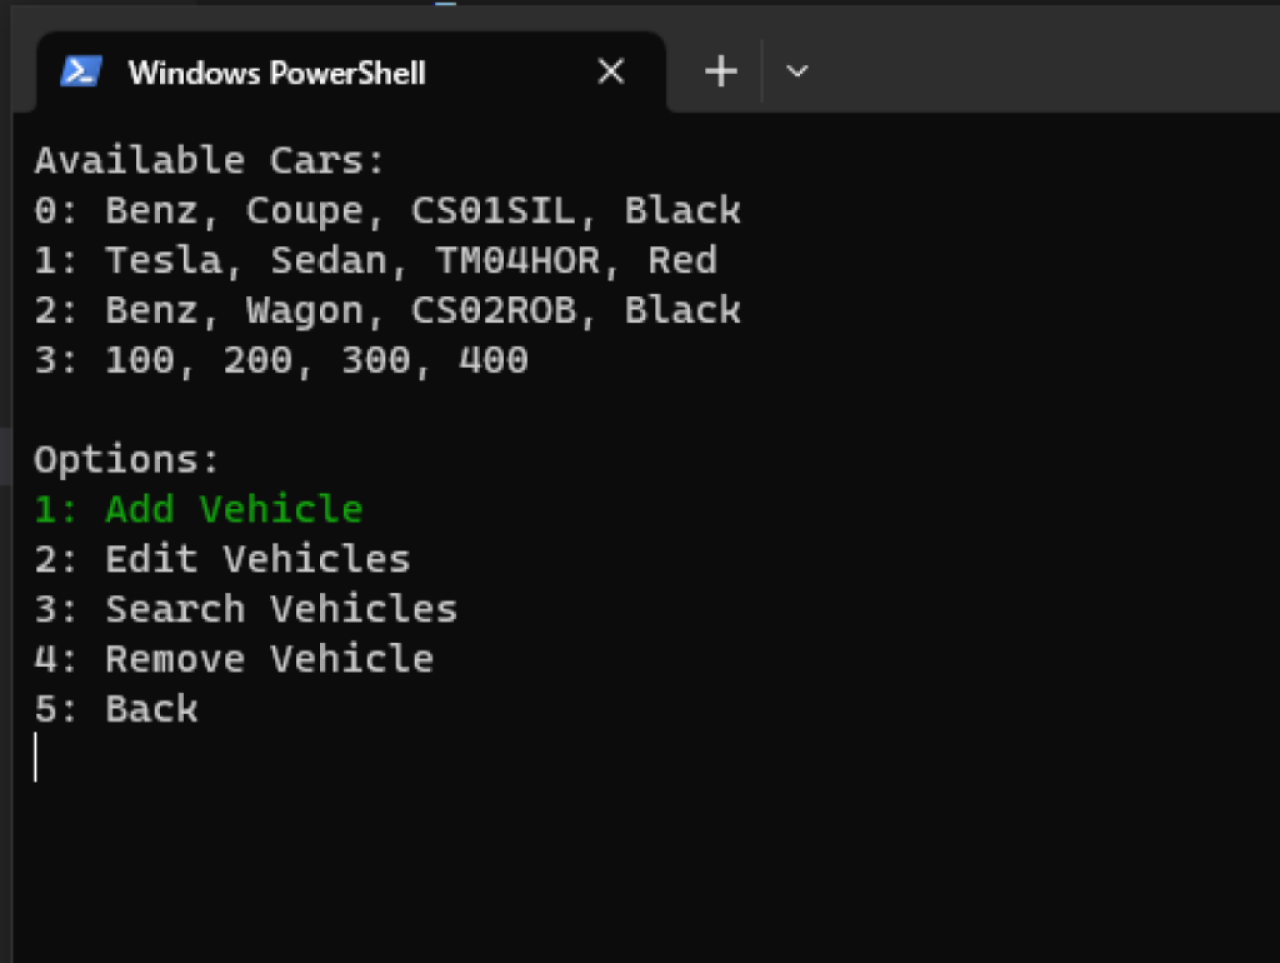 Windows PowerShell
Available Cars:
0: Benz, Coupe, CS01SIL, Black
1: Tesla, Sedan, TM04HOR, Red
2: Benz, Wagon, CS02ROB, Black
3: 100, 200, 300, 400
Options:
1: Add Vehicle
2: Edit Vehicles
3: Search Vehicles
4: Remove Vehicle
5: Back